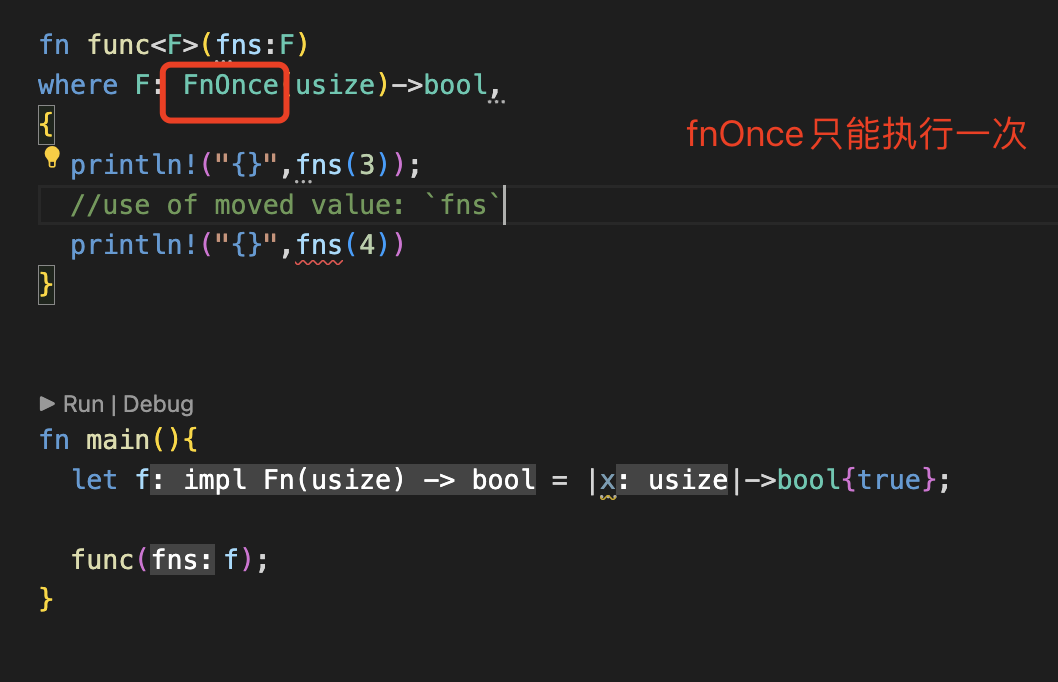 fn func<F>(fns:F)
where F: FnOnce(usize)->bool,
{
fnOnce只能执行一次
println!("{}",fns(3));
//use of moved value: `fns`
println!("{}",fns(4))
}
▶ Run | Debug
fn main(){
let f: impl Fn(usize) -> bool = |x: usize|->bool{true};
func(fns: f);
}